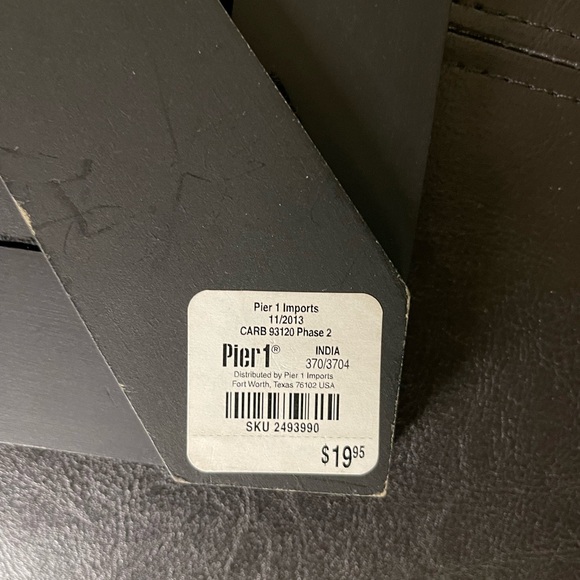 Pier 1 Imports
11/2013
CARB 93120 Phase 2
Pier1® INDIA
370/3704
Distributed by Pier 1 Imports
Fort Worth, Texas 76102 USA
SKU 2493990
$19.95